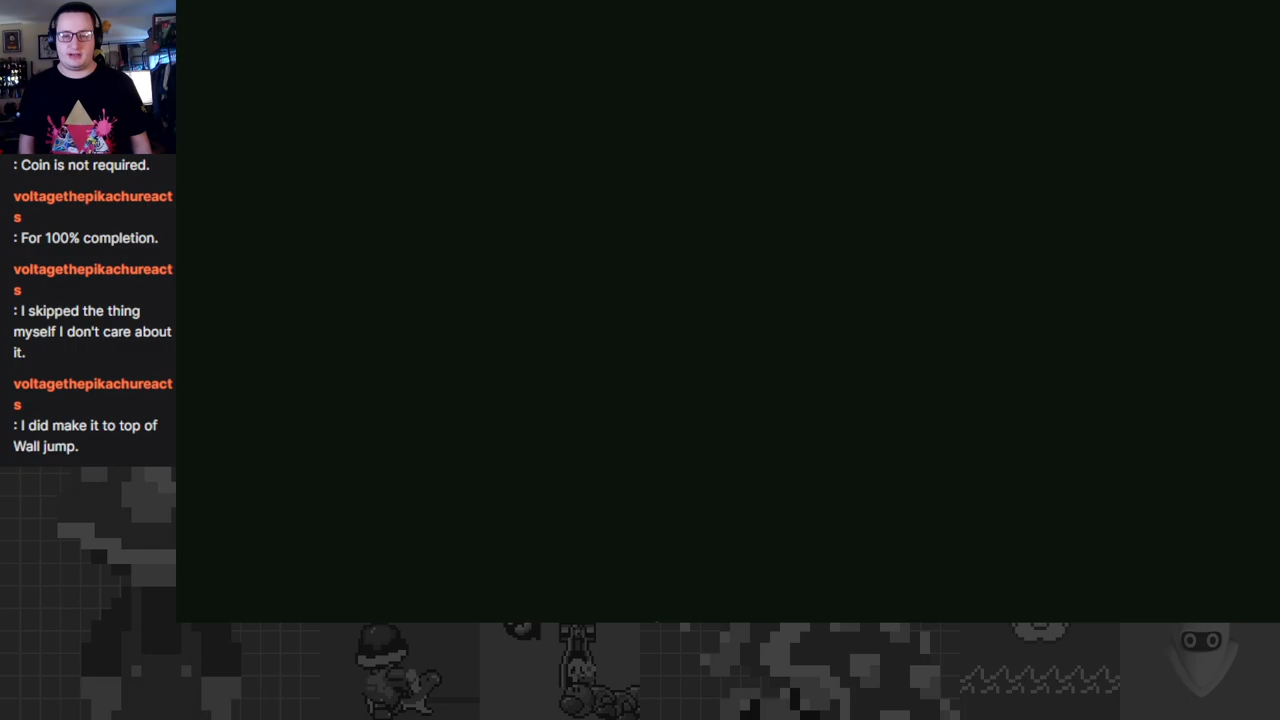 : Coin is not required.
voltagethepikachureact
s
: For 100% completion.
voltagethepikachureact
s
: I skipped the thing
myself I don't care about
it.
voltagethepikachureact
s
: I did make it to top of
Wall jump.